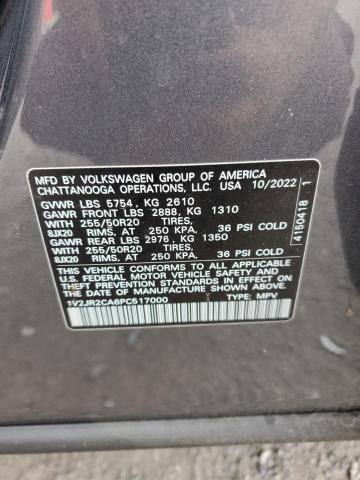 MFD BY VOLKSWAGEN GROUP OF AMERICA
CHATTANOOGA OPERATIONS, LLC. USA 10/2022
GVWR LBS 5754, KG 2610
GAWR FRONT LBS 2888, KG 1310
WITH 255/50R20 TIRES,
8JX20 RIMS, AT 250 KPA, 36 PSI COLD
GAWR REAR LBS 2976, KG 1350
WITH 255/50R20 TIRES,
8JX20 RIMS, AT 250 KPA, 36 PSI COLD
THIS VEHICLE CONFORMS TO ALL APPLICABLE
U.S. FEDERAL MOTOR VEHICLE SAFETY AND
THEFT PREVENTION STANDARDS IN EFFECT ON
THE DATE OF MANUFACTURE SHOWN ABOVE.
1V2JR2CA6PC517000 TYPE: MPV
4150418 1